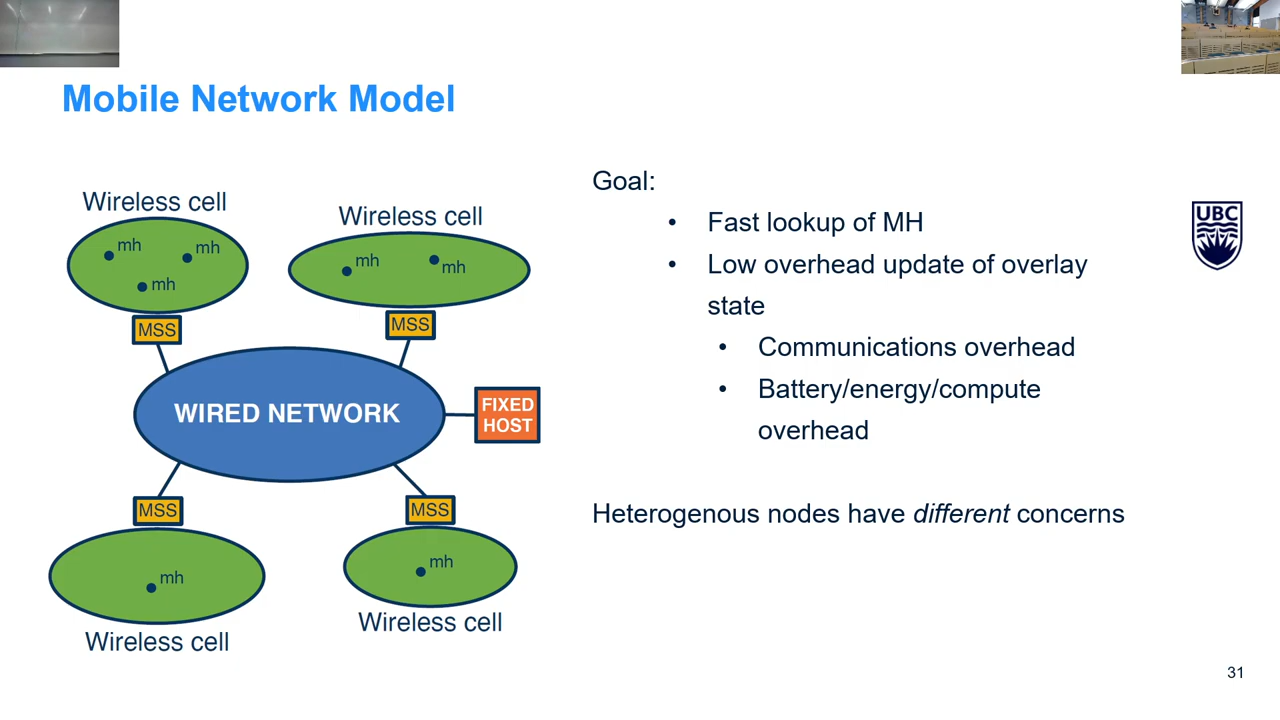 Mobile Network Model
Wireless cell
mh
mh
mh
MSS
Wireless cell
mh
mh
MSS
WIRED NETWORK
FIXED
HOST
MSS
mh
Wireless cell
MSS
mh
Wireless cell
Goal:
• Fast lookup of MH
• Low overhead update of overlay
state
• Communications overhead
• Battery/energy/compute
overhead
Heterogenous nodes have different concerns
UBC
31